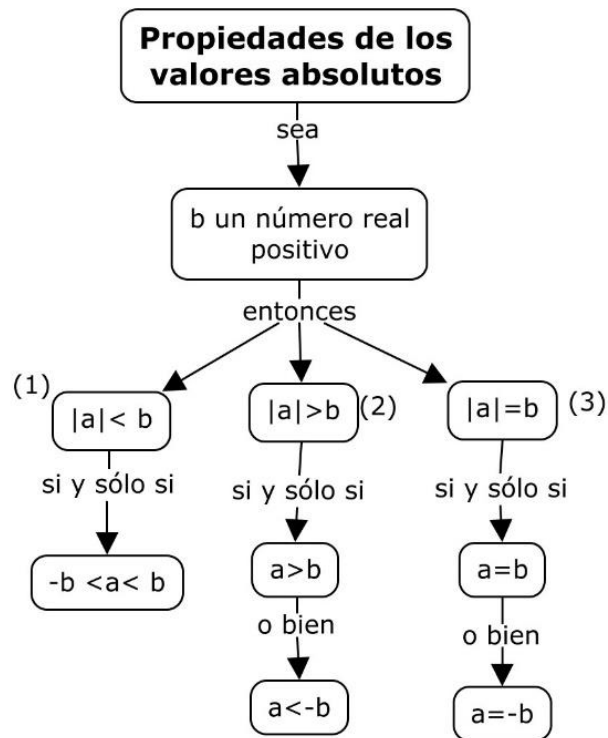 Propiedades de los
valores absolutos
sea
b un número real
positivo
entonces
(1)
|a|< b
si y sólo si
-b <a< b
|a|>b
(2)
si y sólo si
a>b
o bien
a<-b
|a|=b
(3)
si y sólo si
a=b
o bien
a=-b